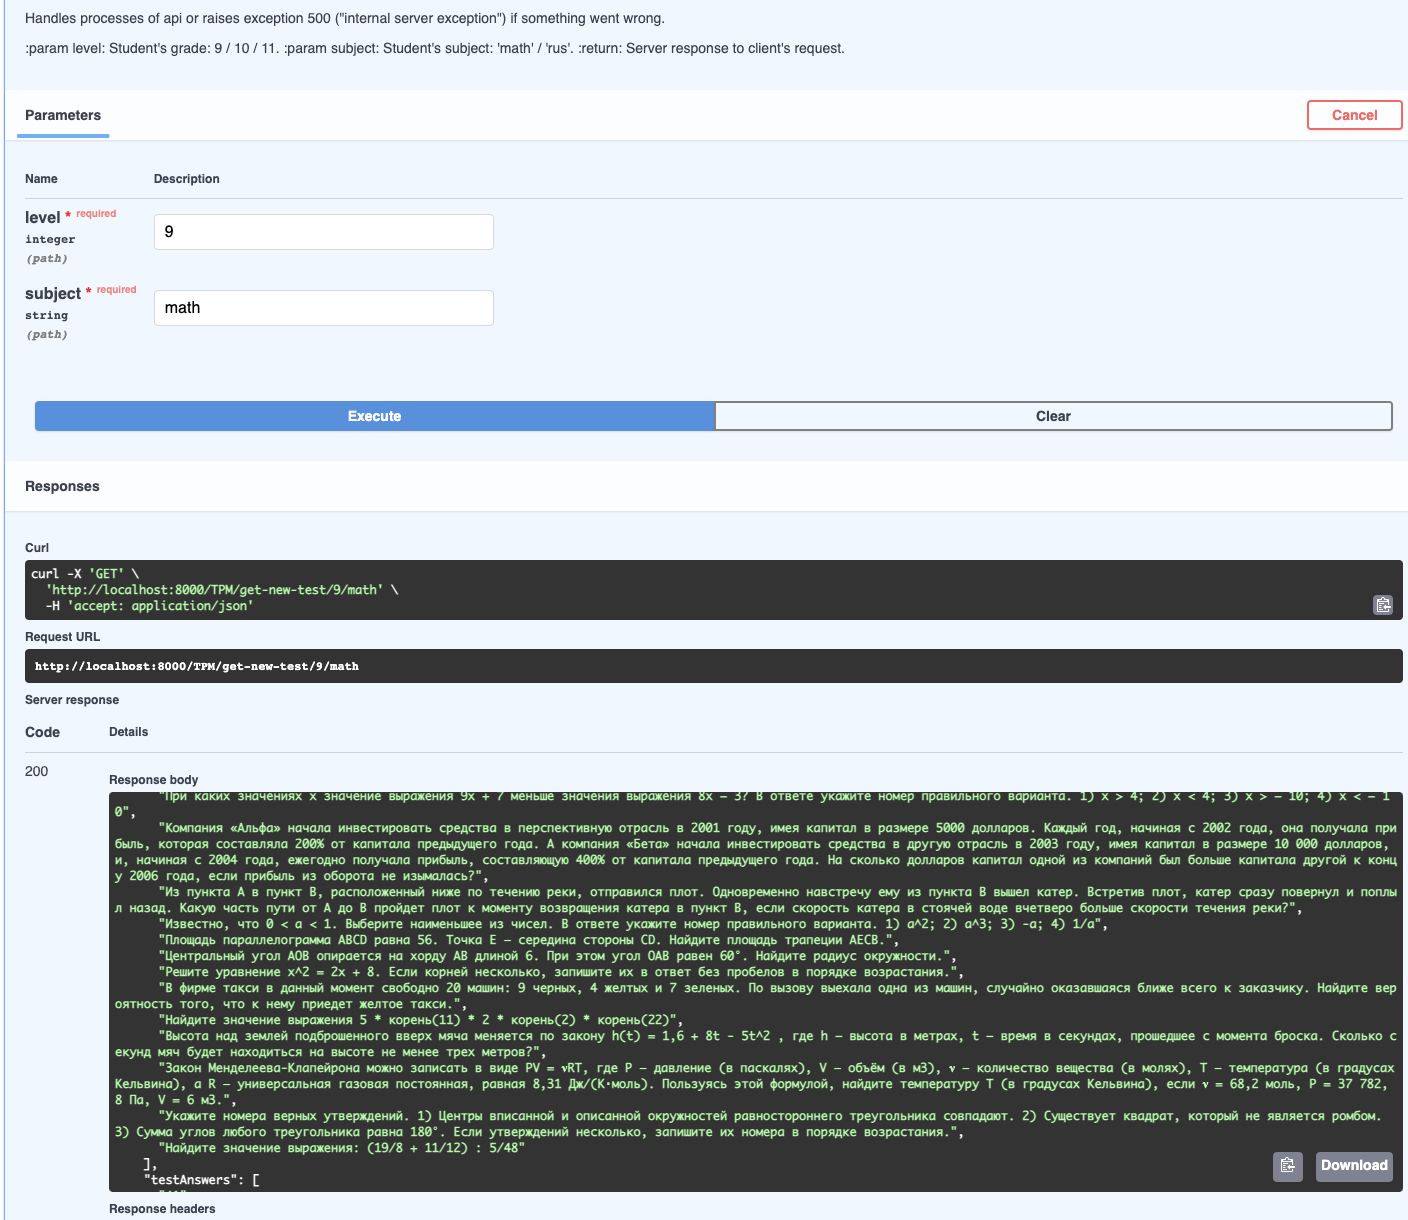 Handles processes of api or raises exception 500 ("internal server exception") if something went wrong.
:param level: Student's grade: 9 / 10 / 11. :param subject: Student's subject: 'math' / 'rus'. :return: Server response to client's request.
Parameters
Cancel
Name Description
level * required
integer
(path)
9
subject * required
string
(path)
math
Execute
Clear
Responses
Curl
curl -X 'GET' \
'http://localhost:8000/TPM/get-new-test/9/math' \
-H 'accept: application/json'
Request URL
http://localhost:8000/TPM/get-new-test/9/math
Server response
Code Details
200
Response body
"При каких значениях x значение выражения 9x + 7 меньше значения выражения 8x – 3? В ответе укажите номер правильного варианта. 1) x > 4; 2) x < 4; 3) x > – 10; 4) x < – 1
0",
"Компания «Альфа» начала инвестировать средства в перспективную отрасль в 2001 году, имея капитал в размере 5000 долларов. Каждый год, начиная с 2002 года, она получала при
быль, которая составляла 200% от капитала предыдущего года. А компания «Бета» начала инвестировать средства в другую отрасль в 2003 году, имея капитал в размере 10 000 долларов,
и, начиная с 2004 года, ежегодно получала прибыль, составляющую 400% от капитала предыдущего года. На сколько долларов капитал одной из компаний был больше капитала другой к конц
у 2006 года, если прибыль из оборота не изымалась?",
"Из пункта А в пункт В, расположенный ниже по течению реки, отправился плот. Одновременно навстречу ему из пункта В вышел катер. Встретив плот, катер сразу повернул и поплы
л назад. Какую часть пути от А до В пройдет плот к моменту возвращения катера в пункт В, если скорость катера в стоячей воде вчетверо больше скорости течения реки?",
"Известно, что 0 < a < 1. Выберите наименьшее из чисел. В ответе укажите номер правильного варианта. 1) a^2; 2) a^3; 3) -a; 4) 1/a",
"Площадь параллелограмма ABCD равна 56. Точка E – середина стороны CD. Найдите площадь трапеции AECB.",
"Центральный угол AOB опирается на хорду AB длиной 6. При этом угол OAB равен 60°. Найдите радиус окружности.",
"Решите уравнение x^2 = 2x + 8. Если корней несколько, запишите их в ответ без пробелов в порядке возрастания.",
"В фирме такси в данный момент свободно 20 машин: 9 черных, 4 желтых и 7 зеленых. По вызову выехала одна из машин, случайно оказавшаяся ближе всего к заказчику. Найдите вер
оятность того, что к нему приедет желтое такси.",
"Найдите значение выражения 5 * корень(11) * 2 * корень(2) * корень(22)",
"Высота над землей подброшенного вверх мяча меняется по закону h(t) = 1,6 + 8t - 5t^2 , где h – высота в метрах, t – время в секундах, прошедшее с момента броска. Сколько с
екунд мяч будет находиться на высоте не менее трех метров?",
"Закон Менделеева-Клапейрона можно записать в виде PV = νRT, где P – давление (в паскалях), V – объём (в м3), ν – количество вещества (в молях), T – температура (в градусах
Кельвина), а R – универсальная газовая постоянная, равная 8,31 Дж/(К·моль). Пользуясь этой формулой, найдите температуру T (в градусах Кельвина), если ν = 68,2 моль, P = 37 782,
8 Па, V = 6 м3.",
"Укажите номера верных утверждений. 1) Центры вписанной и описанной окружностей равностороннего треугольника совпадают. 2) Существует квадрат, который не является ромбом.
3) Сумма углов любого треугольника равна 180°. Если утверждений несколько, запишите их номера в порядке возрастания.",
"Найдите значение выражения: (19/8 + 11/12) : 5/48"
],
"testAnswers": [
Download
Response headers